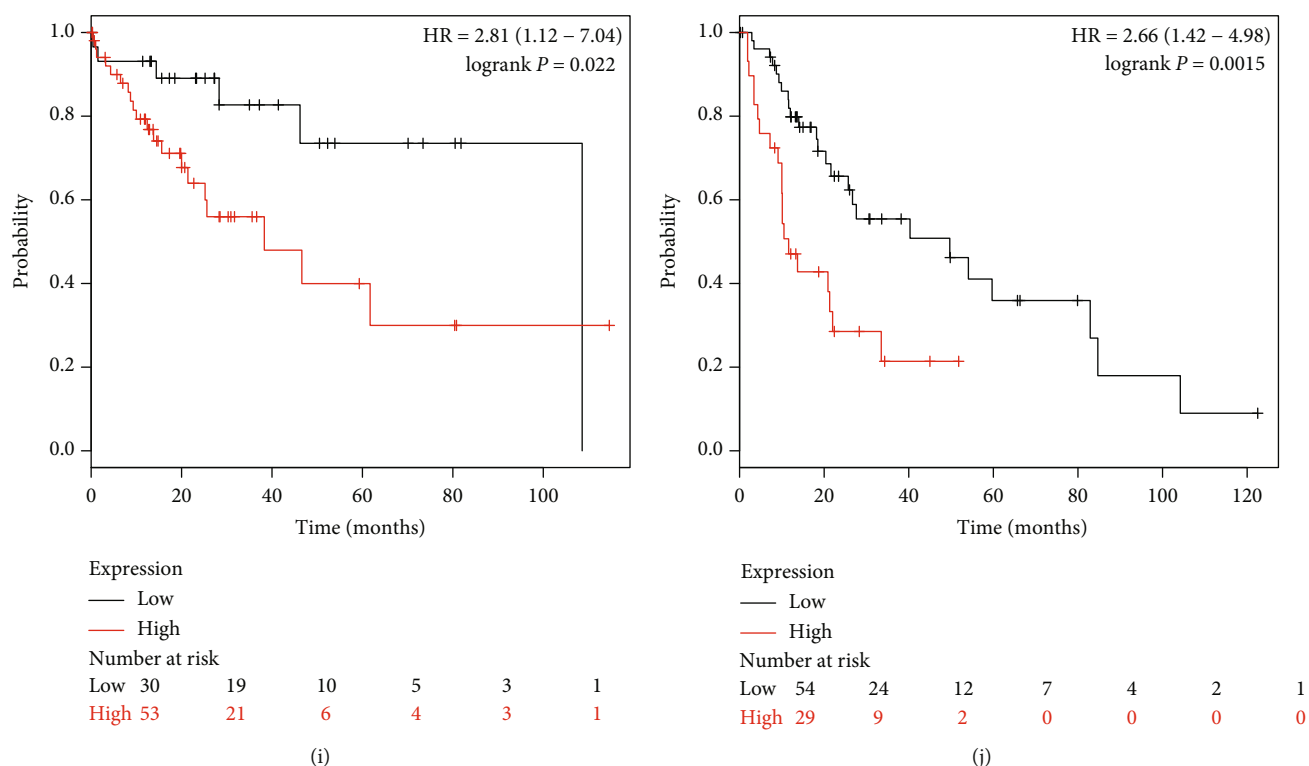 HR = 2.81 (1.12 – 7.04)
logrank P = 0.022
Probability
1.0
0.8
0.6
0.4
0.2
0.0
0 20 40 60 80 100
Time (months)
Expression
Low
High
Number at risk
Low 30 19 10 5 3 1
High 53 21 6 4 3 1
(i)
HR = 2.66 (1.42 – 4.98)
logrank P = 0.0015
Probability
1.0
0.8
0.6
0.4
0.2
0.0
0 20 40 60 80 100 120
Time (months)
Expression
Low
High
Number at risk
Low 54 24 12 7 4 2 1
High 29 9 2 0 0 0 0
(j)